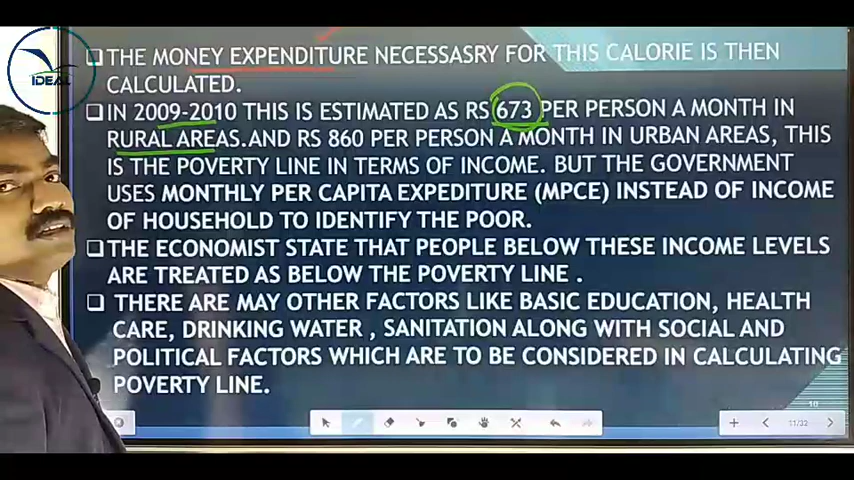 IDEAL
❑THE MONEY EXPENDITURE NECESSASRY FOR THIS CALORIE IS THEN
CALCULATED.
❑IN 2009-2010 THIS IS ESTIMATED AS RS 673 PER PERSON A MONTH IN
RURAL AREAS.AND RS 860 PER PERSON A MONTH IN URBAN AREAS, THIS
IS THE POVERTY LINE IN TERMS OF INCOME. BUT THE GOVERNMENT
USES MONTHLY PER CAPITA EXPEDITURE (MPCE) INSTEAD OF INCOME
OF HOUSEHOLD TO IDENTIFY THE POOR.
❑THE ECONOMIST STATE THAT PEOPLE BELOW THESE INCOME LEVELS
ARE TREATED AS BELOW THE POVERTY LINE .
❑ THERE ARE MAY OTHER FACTORS LIKE BASIC EDUCATION, HEALTH
CARE, DRINKING WATER , SANITATION ALONG WITH SOCIAL AND
POLITICAL FACTORS WHICH ARE TO BE CONSIDERED IN CALCULATING
POVERTY LINE.
10
11/32